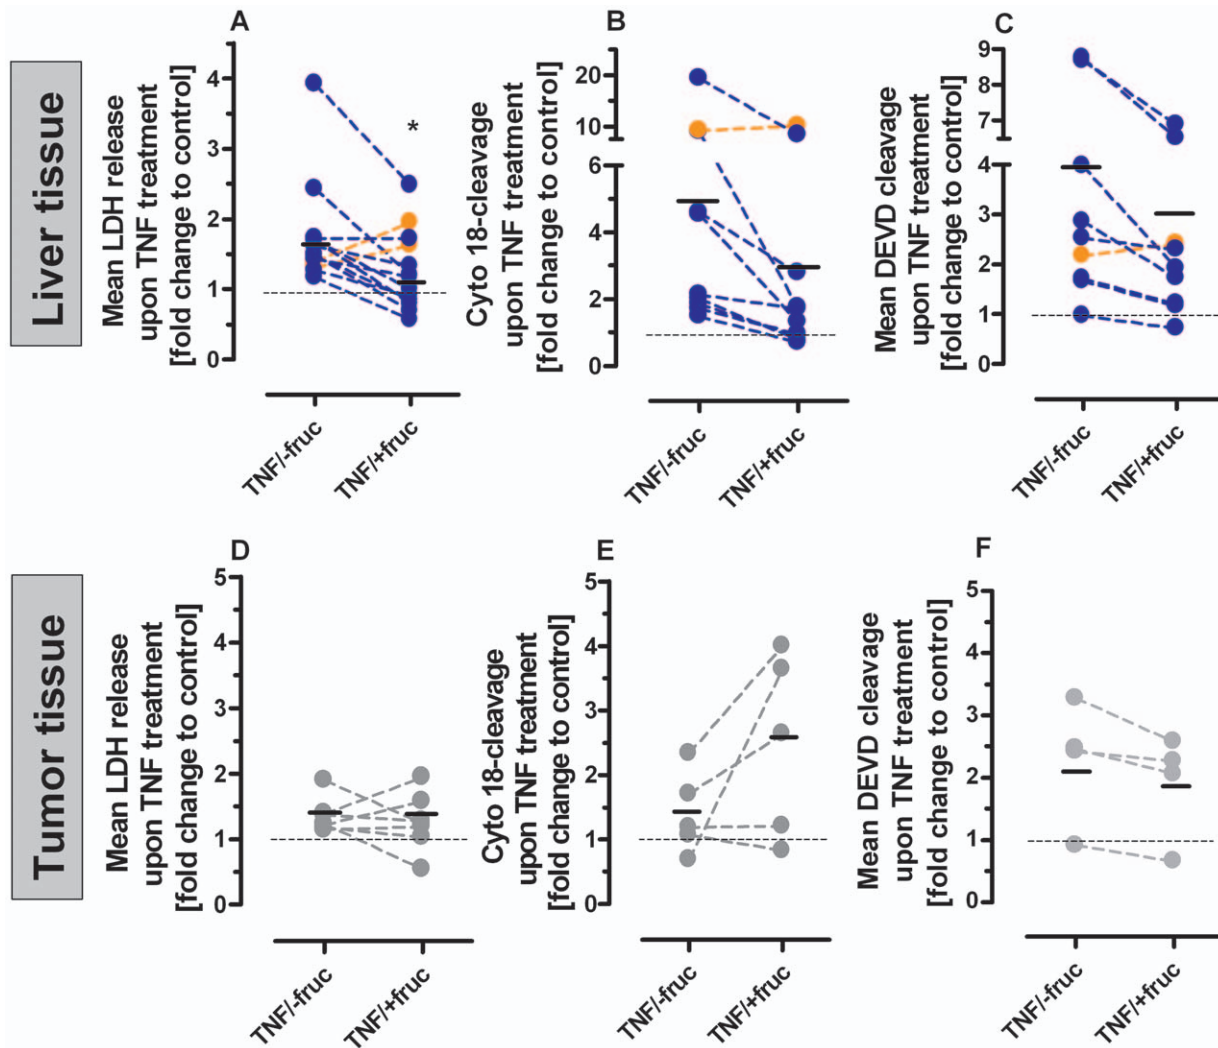 Liver tissue
A
Mean LDH release
upon TNF treatment
[fold change to control]
4
3
2
1
0
*
TNF/-fruc
TNF/+fruc
B
Cyto 18-cleavage
upon TNF treatment
[fold change to control]
20
10
6
4
2
0
TNF/-fruc
TNF/+fruc
C
Mean DEVD cleavage
upon TNF treatment
[fold change to control]
9
8
7
6
4
3
2
1
0
TNF/-fruc
TNF/+fruc
Tumor tissue
D
Mean LDH release
upon TNF treatment
[fold change to control]
5
4
3
2
1
0
TNF/-fruc
TNF/+fruc
E
Cyto 18-cleavage
upon TNF treatment
[fold change to control]
5
4
3
2
1
0
TNF/-fruc
TNF/+fruc
F
Mean DEVD cleavage
upon TNF treatment
[fold change to control]
5
4
3
2
1
0
TNF/-fruc
TNF/+fruc